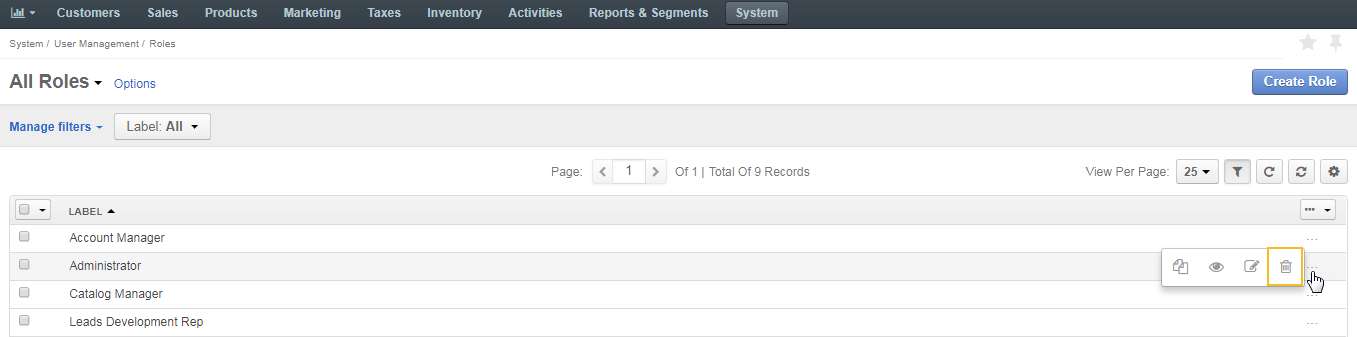 Customers Sales Products Marketing Taxes Inventory Activities Reports & Segments System
System / User Management / Roles
All Roles Options Create Role
Manage filters Label: All
Page: 1 Of 1 | Total Of 9 Records View Per Page: 25
LABEL ...
Account Manager ...
Administrator ...
Catalog Manager ...
Leads Development Rep ...